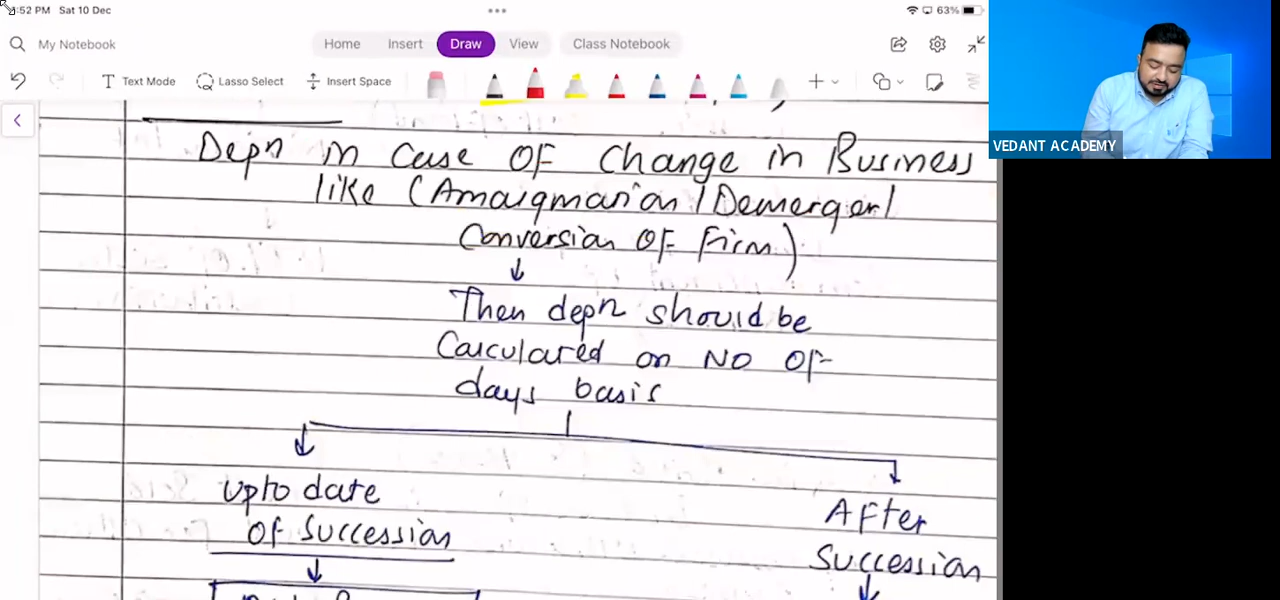 :52 PM Sat 10 Dec
63%
My Notebook
Home Insert Draw View Class Notebook
Text Mode Lasso Select Insert Space
VEDANT ACADEMY
Depn in Case OF Change in Business
like (Amalgmation / Demerger /
Conversion OF Firm)
Then depn should be
Calculated on NO OF
days basis
Upto date
OF Succession
After
Succession